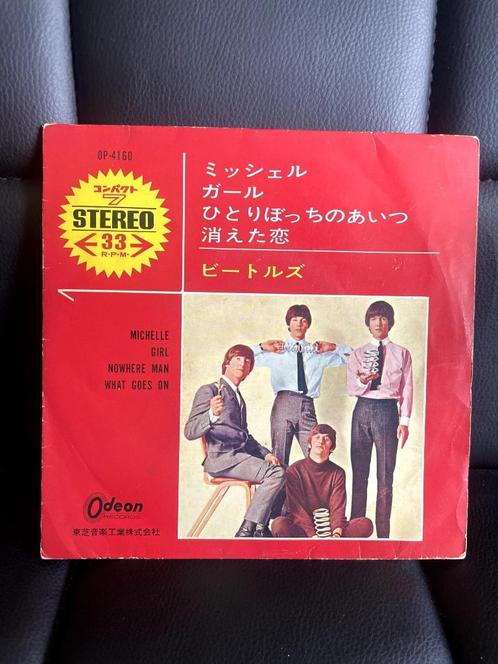 OP-4160
コンパクト
7
STEREO
33
R・P・M・
ミッシェル
ガール
ひとりぼっちのあいつ
消えた恋
ビートルズ
MICHELLE
GIRL
NOWHERE MAN
WHAT GOES ON
Odeon
RECORDS
東芝音楽工業株式会社